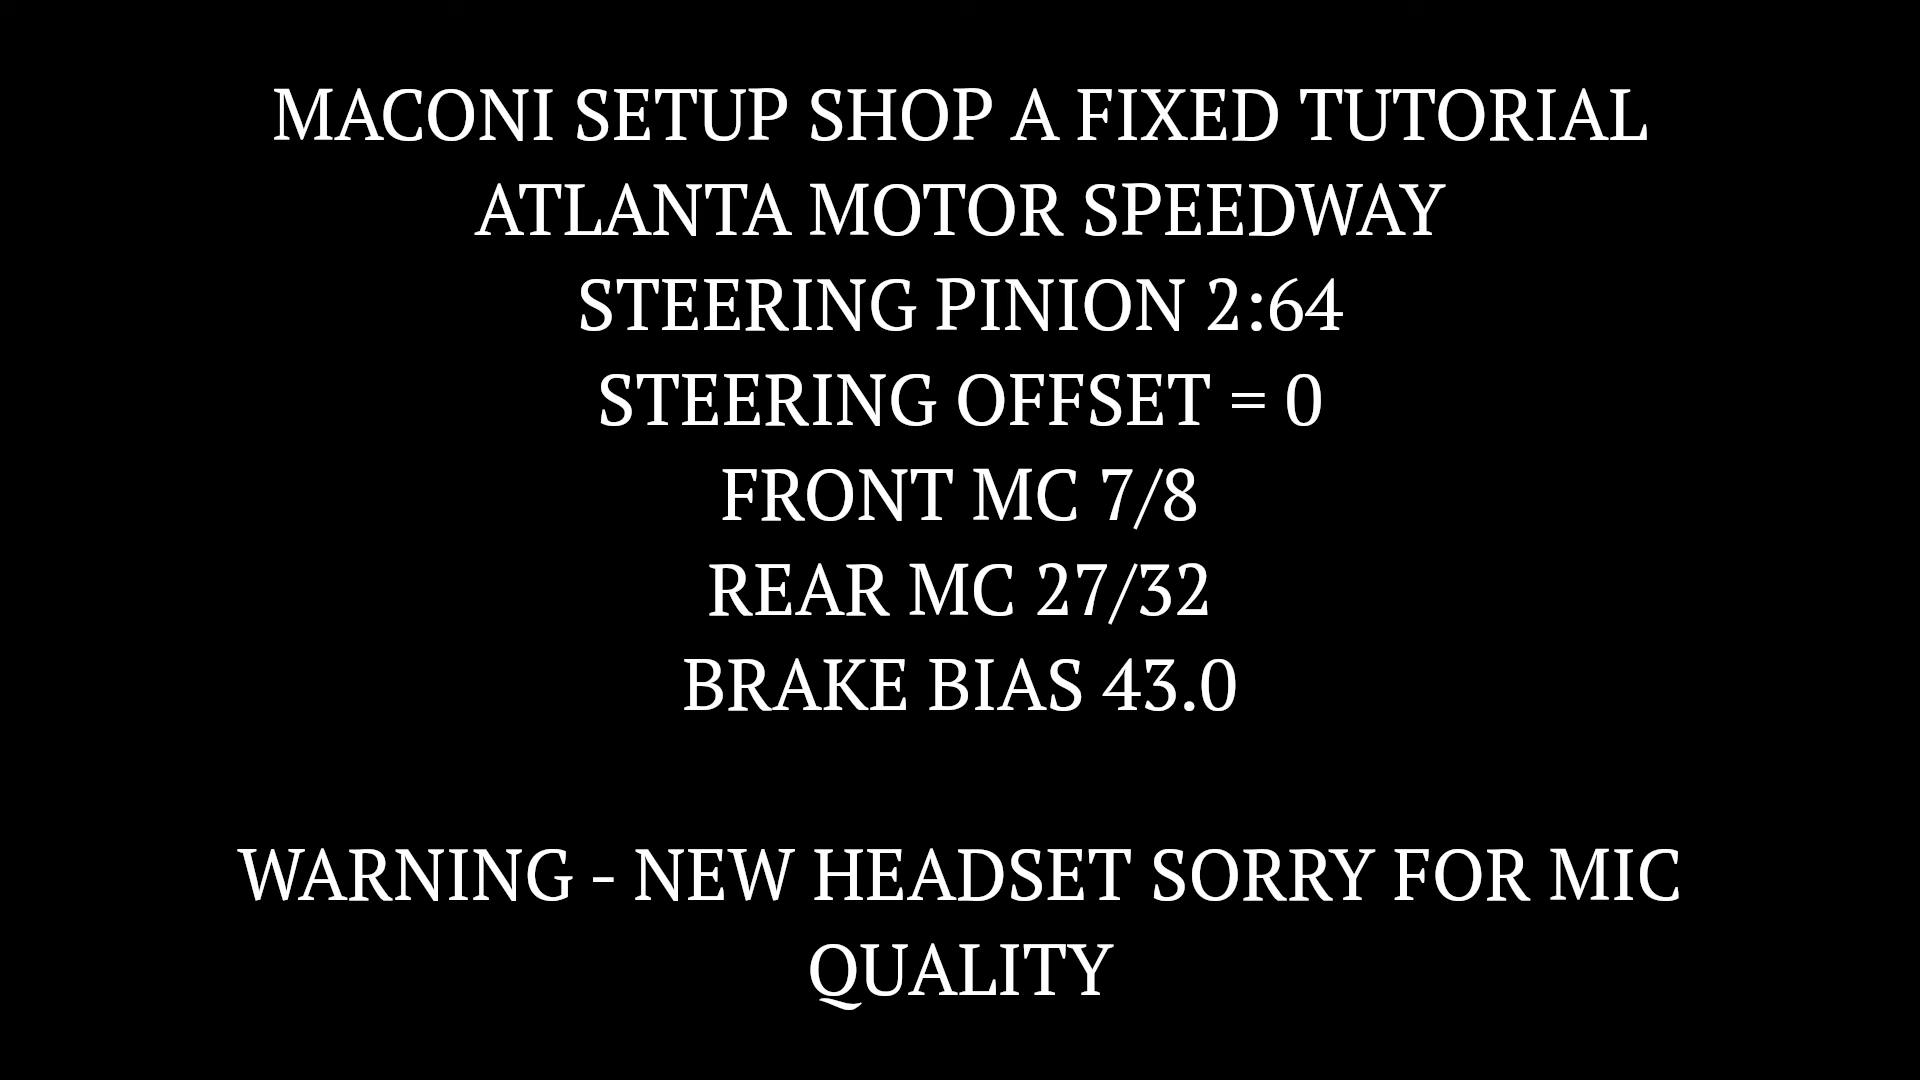 MACONI SETUP SHOP A FIXED TUTORIAL
ATLANTA MOTOR SPEEDWAY
STEERING PINION 2:64
STEERING OFFSET = 0
FRONT MC 7/8
REAR MC 27/32
BRAKE BIAS 43.0
WARNING - NEW HEADSET SORRY FOR MIC
QUALITY